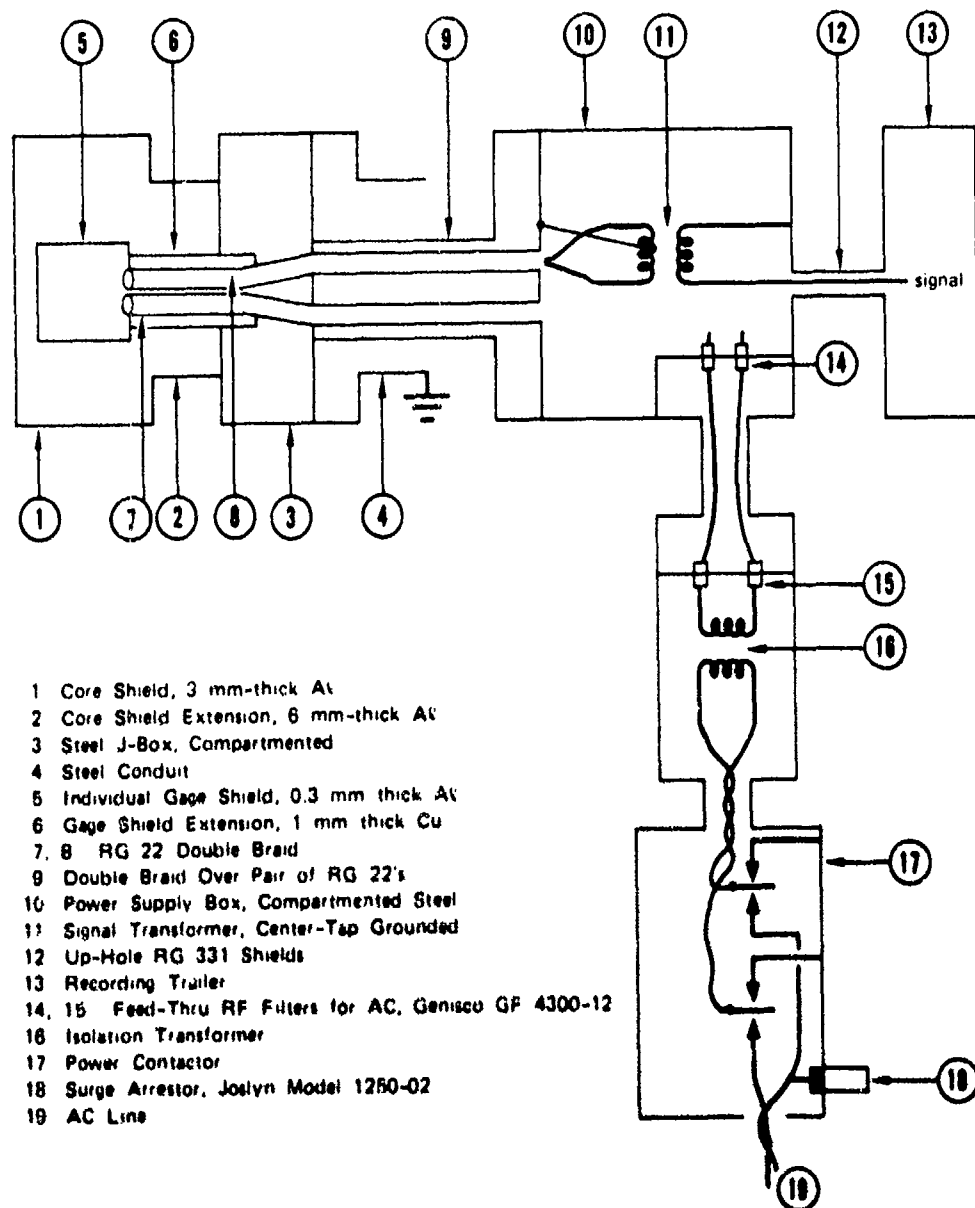 5 6 9 10 11 12 13
signal
14
1 7 2 8 3 4
15
16
1 Core Shield, 3 mm-thick Al
2 Core Shield Extension, 6 mm-thick Al
3 Steel J-Box, Compartmented
4 Steel Conduit
5 Individual Gage Shield, 0.3 mm thick Al
6 Gage Shield Extension, 1 mm thick Cu
7, 8 RG 22 Double Braid
9 Double Braid Over Pair of RG 22's
10 Power Supply Box, Compartmented Steel
11 Signal Transformer, Center-Tap Grounded
12 Up-Hole RG 331 Shields
13 Recording Trailer
14, 15 Feed-Thru RF Filters for AC, Genisco GF 4300-12
16 Isolation Transformer
17 Power Contactor
18 Surge Arrestor, Joslyn Model 1250-02
19 AC Line
17
18
19